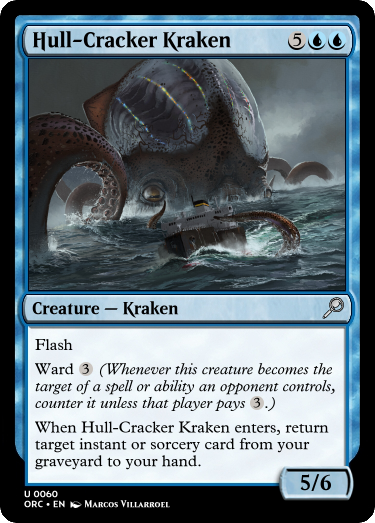 Hull-Cracker Kraken 5
Creature — Kraken
Flash
Ward 3 (Whenever this creature becomes the
target of a spell or ability an opponent controls,
counter it unless that player pays 3.)
When Hull-Cracker Kraken enters, return
target instant or sorcery card from your
graveyard to your hand.
5/6
U 0060
ORC • EN Marcos Villarroel